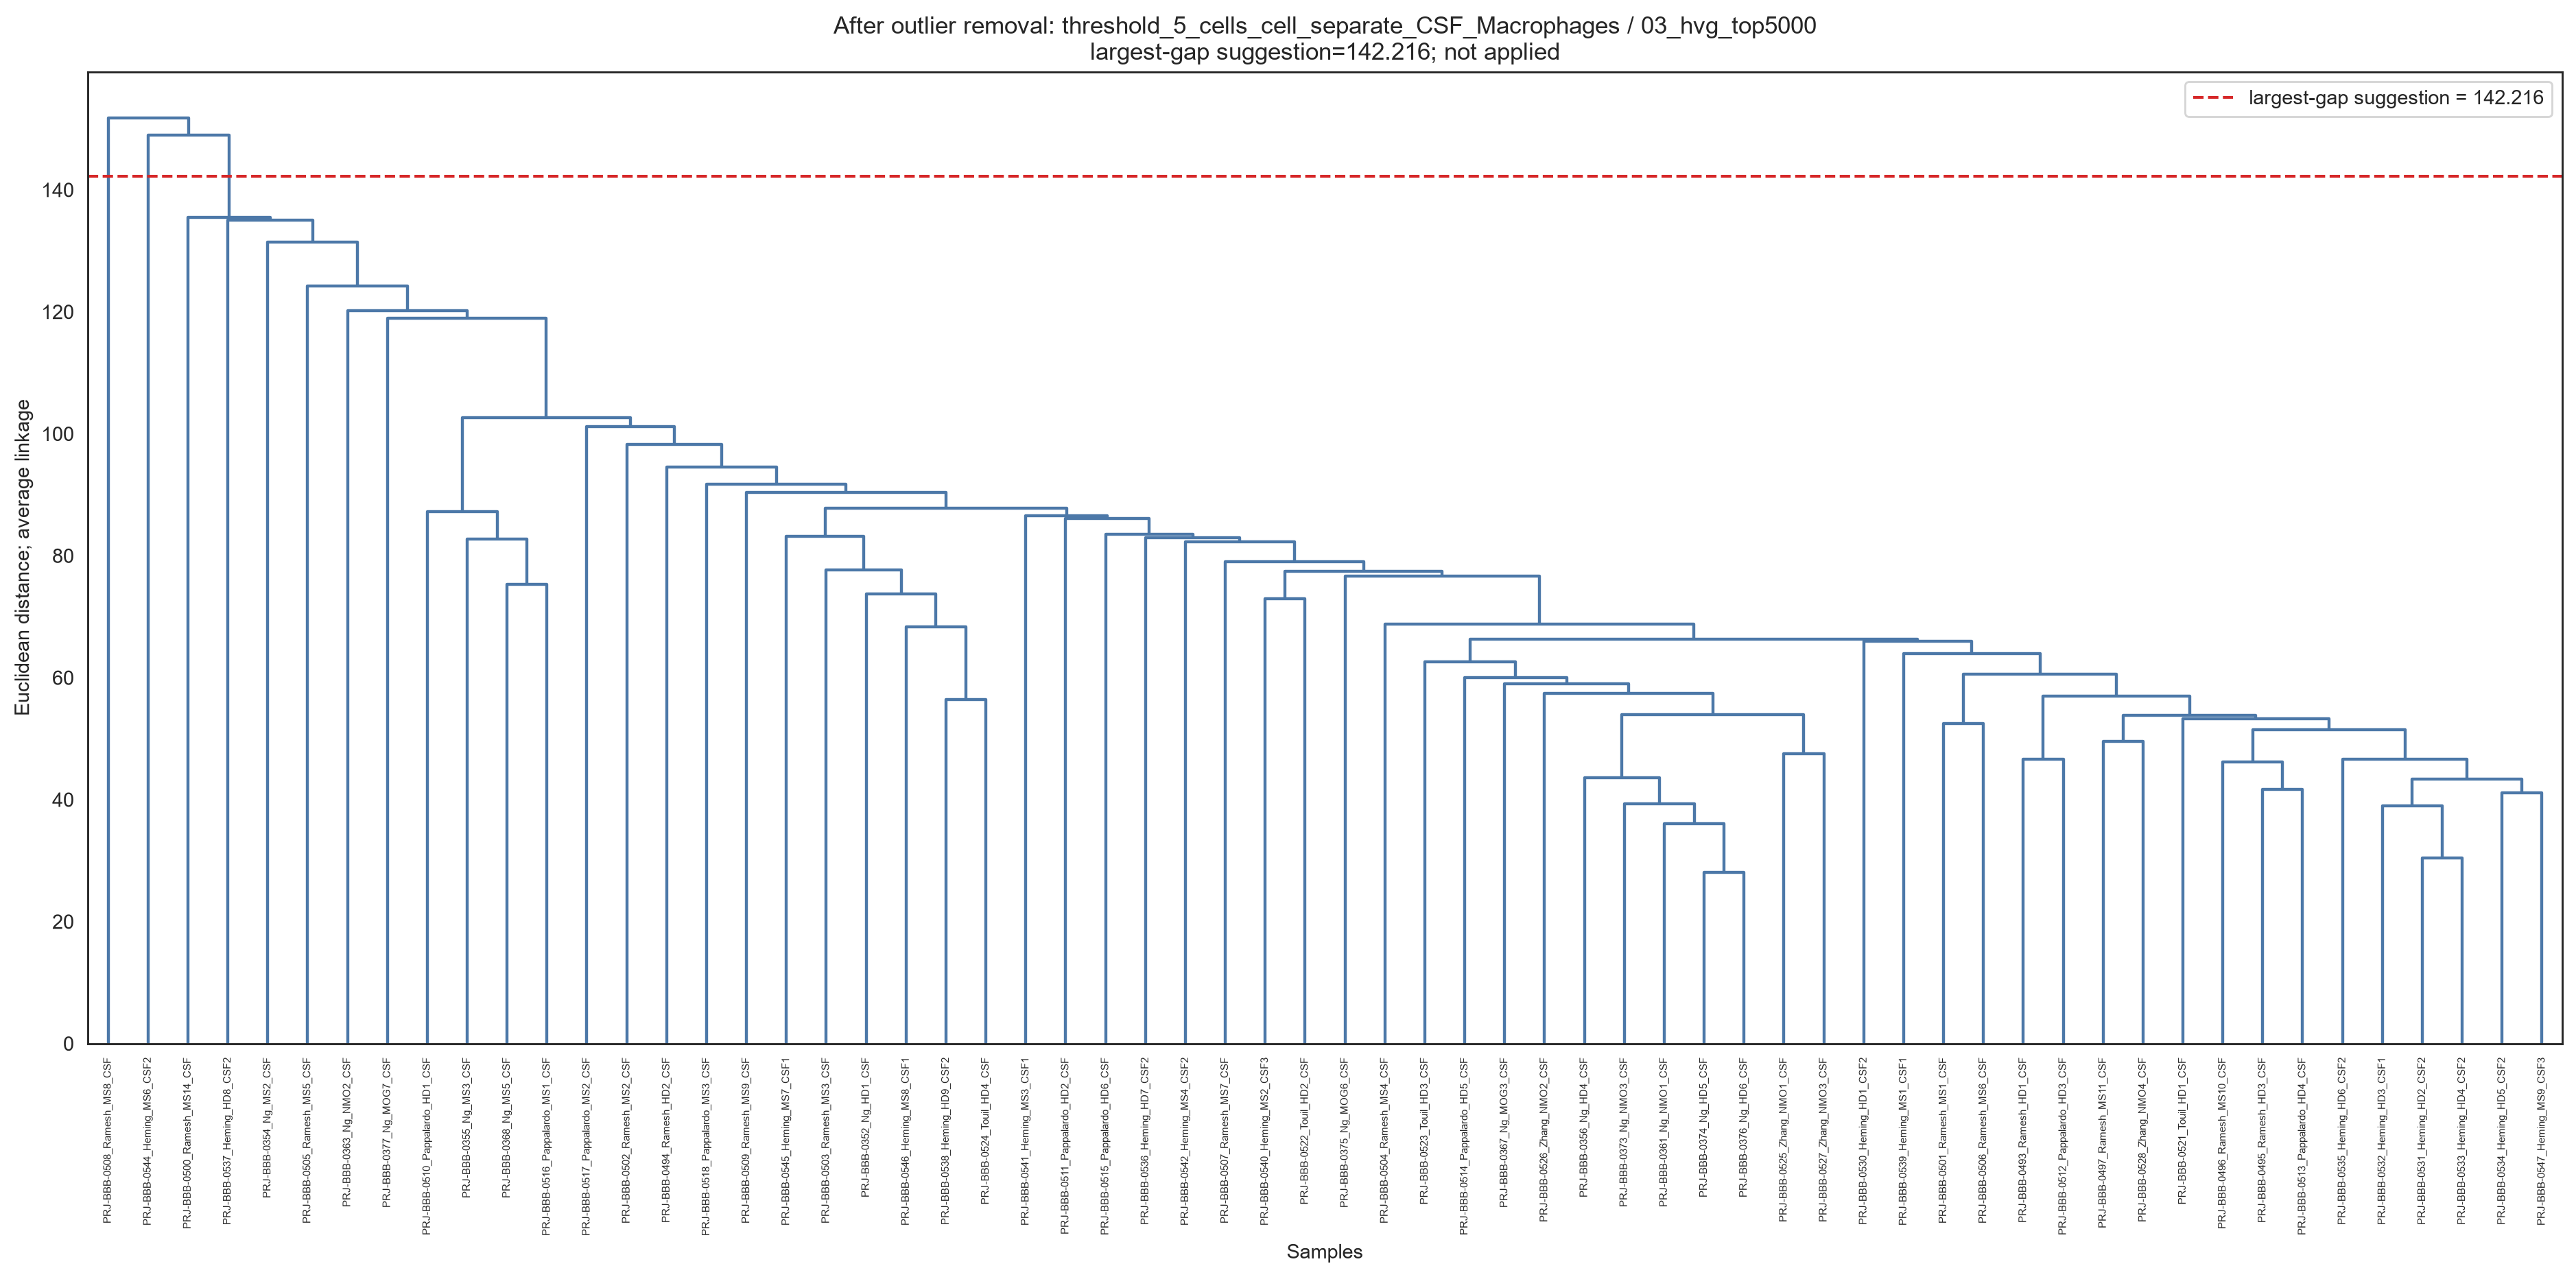 After outlier removal: threshold_5_cells_cell_separate_CSF_Macrophages / 03_hvg_top5000
largest-gap suggestion=142.216; not applied
largest-gap suggestion = 142.216
Euclidean distance; average linkage
140
120
100
80
60
40
20
0
PRJ-BBB-0508_Ramesh_MS8_CSF
PRJ-BBB-0544_Heming_MS6_CSF2
PRJ-BBB-0500_Ramesh_MS14_CSF
PRJ-BBB-0537_Heming_HD8_CSF2
PRJ-BBB-0354_Ng_MS2_CSF
PRJ-BBB-0505_Ramesh_MS5_CSF
PRJ-BBB-0363_Ng_NMO2_CSF
PRJ-BBB-0377_Ng_MOG7_CSF
PRJ-BBB-0510_Pappalardo_HD1_CSF
PRJ-BBB-0355_Ng_MS3_CSF
PRJ-BBB-0368_Ng_MS5_CSF
PRJ-BBB-0516_Pappalardo_MS1_CSF
PRJ-BBB-0517_Pappalardo_MS2_CSF
PRJ-BBB-0502_Ramesh_MS2_CSF
PRJ-BBB-0494_Ramesh_HD2_CSF
PRJ-BBB-0518_Pappalardo_MS3_CSF
PRJ-BBB-0509_Ramesh_MS9_CSF
PRJ-BBB-0545_Heming_MS7_CSF1
PRJ-BBB-0503_Ramesh_MS3_CSF
PRJ-BBB-0352_Ng_HD1_CSF
PRJ-BBB-0546_Heming_MS8_CSF1
PRJ-BBB-0538_Heming_HD9_CSF2
PRJ-BBB-0524_Touil_HD4_CSF
PRJ-BBB-0541_Heming_MS3_CSF1
PRJ-BBB-0511_Pappalardo_HD2_CSF
PRJ-BBB-0515_Pappalardo_HD6_CSF
PRJ-BBB-0536_Heming_HD7_CSF2
PRJ-BBB-0542_Heming_MS4_CSF2
PRJ-BBB-0507_Ramesh_MS7_CSF
PRJ-BBB-0540_Heming_MS2_CSF3
PRJ-BBB-0522_Touil_HD2_CSF
PRJ-BBB-0375_Ng_MOG6_CSF
PRJ-BBB-0504_Ramesh_MS4_CSF
PRJ-BBB-0523_Touil_HD3_CSF
PRJ-BBB-0514_Pappalardo_HD5_CSF
PRJ-BBB-0367_Ng_MOG3_CSF
PRJ-BBB-0526_Zhang_NMO2_CSF
PRJ-BBB-0356_Ng_HD4_CSF
PRJ-BBB-0373_Ng_NMO3_CSF
PRJ-BBB-0361_Ng_NMO1_CSF
PRJ-BBB-0374_Ng_HD5_CSF
PRJ-BBB-0376_Ng_HD6_CSF
PRJ-BBB-0525_Zhang_NMO1_CSF
PRJ-BBB-0527_Zhang_NMO3_CSF
PRJ-BBB-0530_Heming_HD1_CSF2
PRJ-BBB-0539_Heming_MS1_CSF1
PRJ-BBB-0501_Ramesh_MS1_CSF
PRJ-BBB-0506_Ramesh_MS6_CSF
PRJ-BBB-0493_Ramesh_HD1_CSF
PRJ-BBB-0512_Pappalardo_HD3_CSF
PRJ-BBB-0497_Ramesh_MS11_CSF
PRJ-BBB-0528_Zhang_NMO4_CSF
PRJ-BBB-0521_Touil_HD1_CSF
PRJ-BBB-0496_Ramesh_MS10_CSF
PRJ-BBB-0495_Ramesh_HD3_CSF
PRJ-BBB-0513_Pappalardo_HD4_CSF
PRJ-BBB-0535_Heming_HD6_CSF2
PRJ-BBB-0532_Heming_HD3_CSF1
PRJ-BBB-0531_Heming_HD2_CSF2
PRJ-BBB-0533_Heming_HD4_CSF2
PRJ-BBB-0534_Heming_HD5_CSF2
PRJ-BBB-0547_Heming_MS9_CSF3
Samples